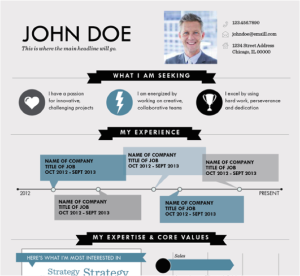 JOHN DOE
This is where the main headline will go.
123.456.7890
johndoe@email.com
1234 Street Address
Chicago, IL 60000
WHAT I AM SEEKING
I have a passion
for innovative,
challenging projects
I am energized by
working on creative,
collaborative teams
I excel by using
hard work, perseverance
and dedication
MY EXPERIENCE
NAME OF COMPANY
TITLE OF JOB
OCT 2012 - SEPT 2013
NAME OF COMPANY
TITLE OF JOB
OCT 2012 - SEPT 2013
NAME OF COMPANY
TITLE OF JOB
OCT 2012 - SEPT 2013
2012
PRESENT
NAME OF COMPANY
TITLE OF JOB
OCT 2012 - SEPT 2013
NAME OF COMPANY
TITLE OF JOB
OCT 2012 - SEPT 2013
MY EXPERTISE & CORE VALUES
HERE'S WHAT I'M MOST INTERESTED IN
Strategy Strategy
Sales